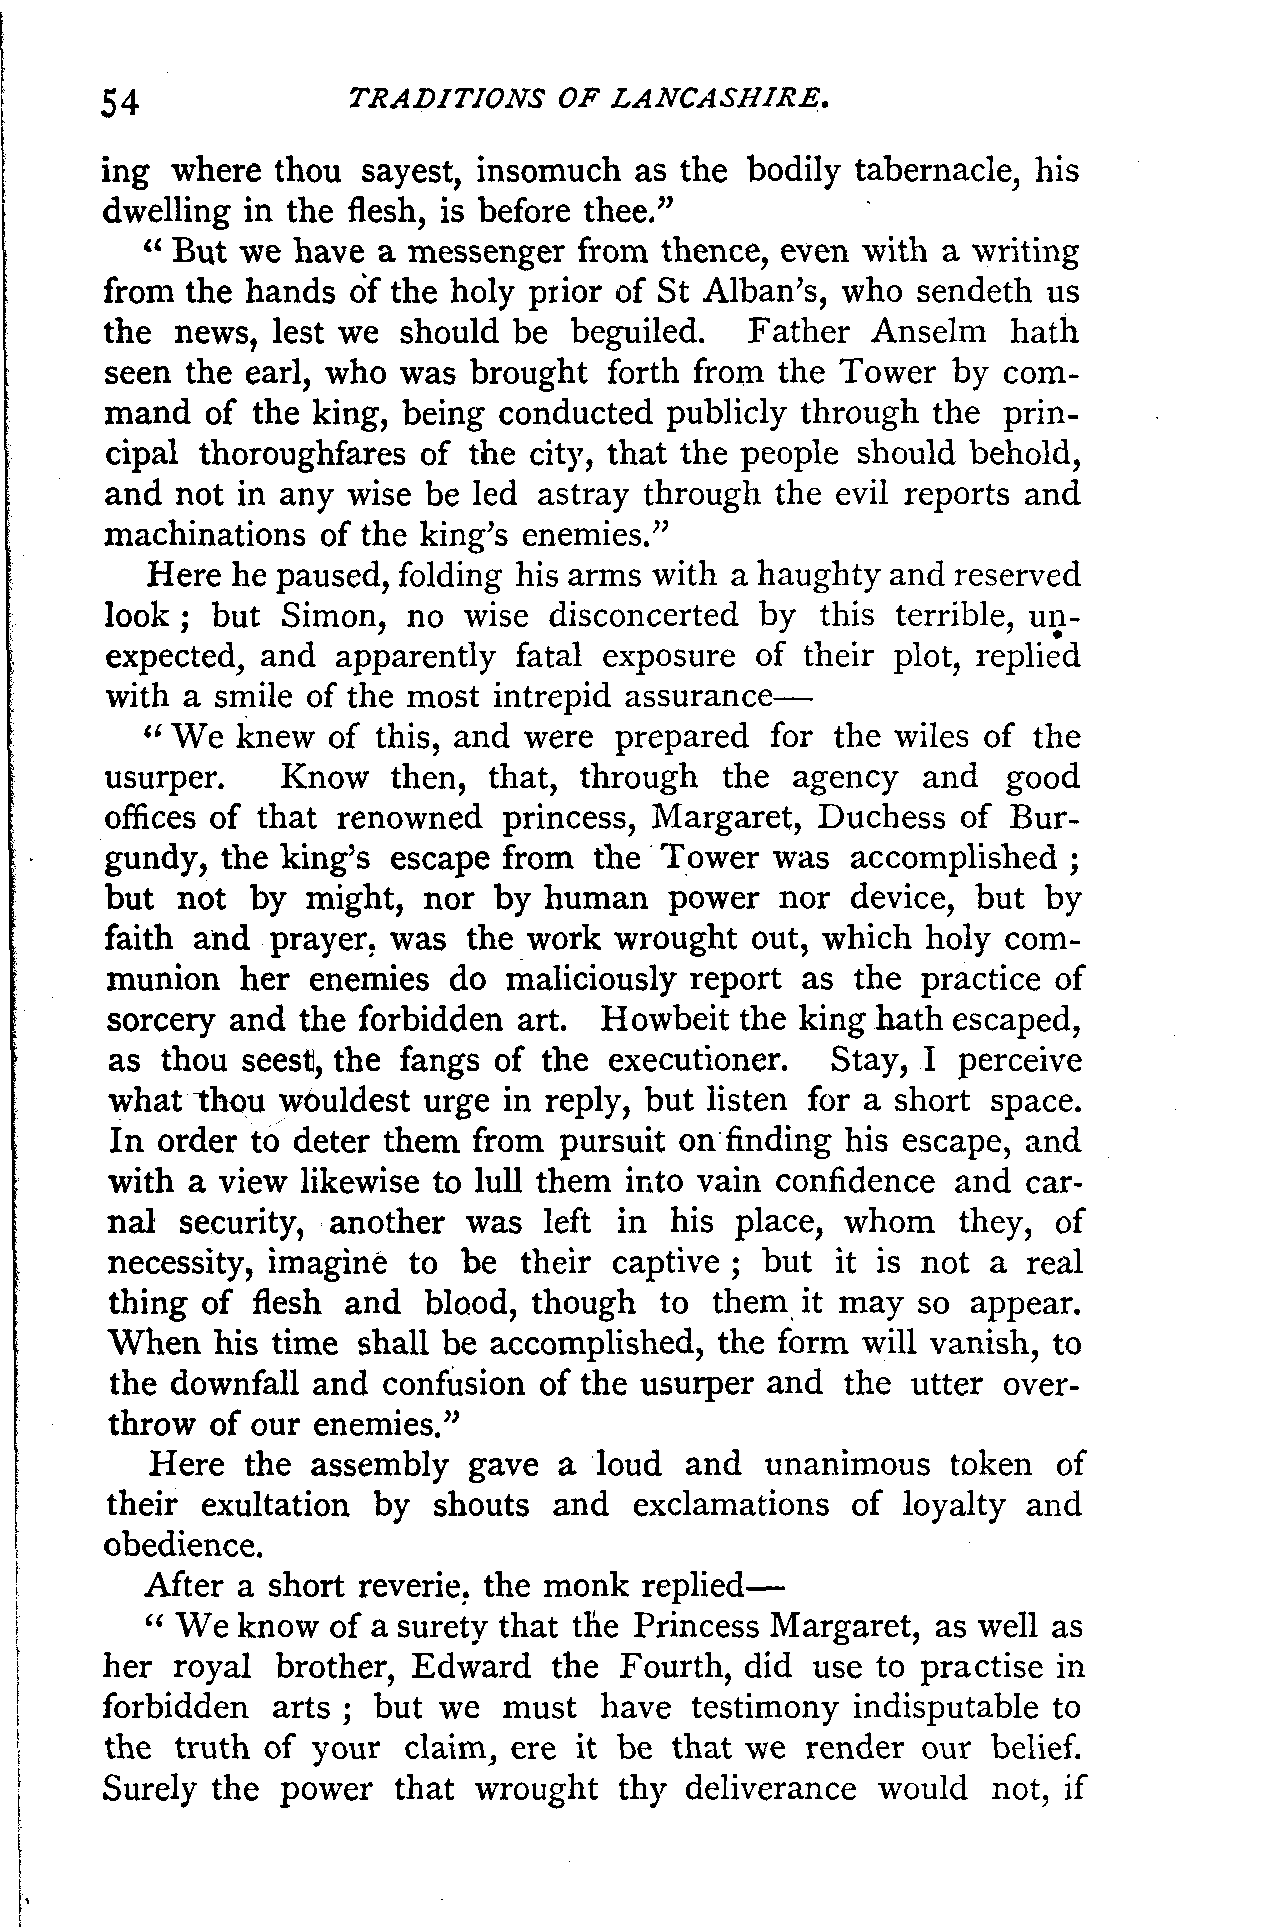 54 TRADITIONS OF LANCASHIRE.
ing where thou sayest, insomuch as the bodily tabernacle, his
dwelling in the flesh, is before thee.”
“ But we have a messenger from thence, even with a writing
from the hands of the holy prior of St Alban’s, who sendeth us
the news, lest we should be beguiled. Father Anselm hath
seen the earl, who was brought forth from the Tower by com-
mand of the king, being conducted publicly through the prin-
cipal thoroughfares of the city, that the people should behold,
and not in any wise be led astray through the evil reports and
machinations of the king’s enemies.”
Here he paused, folding his arms with a haughty and reserved
look ; but Simon, no wise disconcerted by this terrible, un-
expected, and apparently fatal exposure of their plot, replied
with a smile of the most intrepid assurance—
“ We knew of this, and were prepared for the wiles of the
usurper. Know then, that, through the agency and good
offices of that renowned princess, Margaret, Duchess of Bur-
gundy, the king’s escape from the Tower was accomplished ;
but not by might, nor by human power nor device, but by
faith and prayer, was the work wrought out, which holy com-
munion her enemies do maliciously report as the practice of
sorcery and the forbidden art. Howbeit the king hath escaped,
as thou seest, the fangs of the executioner. Stay, I perceive
what thou wouldest urge in reply, but listen for a short space.
In order to deter them from pursuit on finding his escape, and
with a view likewise to lull them into vain confidence and car-
nal security, another was left in his place, whom they, of
necessity, imagine to be their captive ; but it is not a real
thing of flesh and blood, though to them it may so appear.
When his time shall be accomplished, the form will vanish, to
the downfall and confusion of the usurper and the utter over-
throw of our enemies.”
Here the assembly gave a loud and unanimous token of
their exultation by shouts and exclamations of loyalty and
obedience.
After a short reverie, the monk replied—
“ We know of a surety that the Princess Margaret, as well as
her royal brother, Edward the Fourth, did use to practise in
forbidden arts ; but we must have testimony indisputable to
the truth of your claim, ere it be that we render our belief.
Surely the power that wrought thy deliverance would not, if